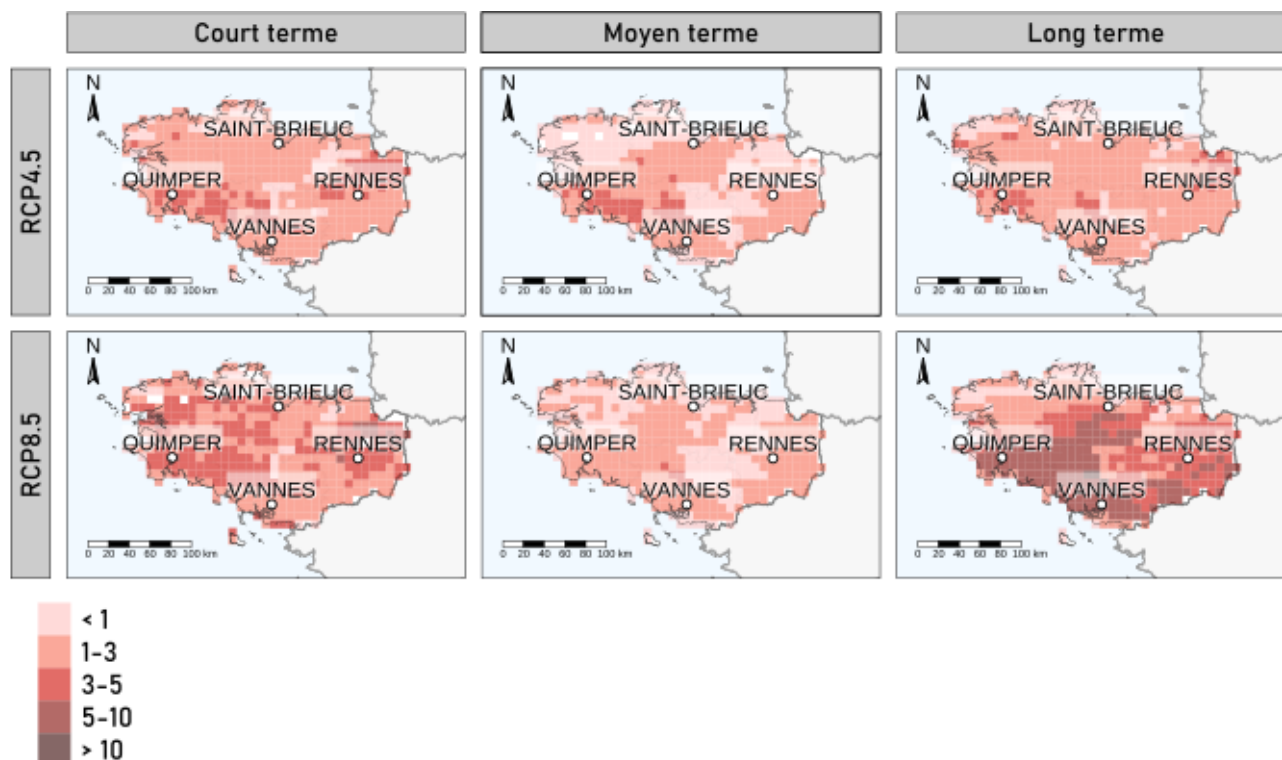 Court terme
Moyen terme
Long terme
RCP4.5
N
SAINT-BRIEUC
QUIMPER
RENNES
VANNES
0 20 40 60 80 100 km
N
SAINT-BRIEUC
QUIMPER
RENNES
VANNES
0 20 40 60 80 100 km
N
SAINT-BRIEUC
QUIMPER
RENNES
VANNES
0 20 40 60 80 100 km
RCP8.5
N
SAINT-BRIEUC
QUIMPER
RENNES
VANNES
0 20 40 60 80 100 km
N
SAINT-BRIEUC
QUIMPER
RENNES
VANNES
0 20 40 60 80 100 km
N
SAINT-BRIEUC
QUIMPER
RENNES
VANNES
0 20 40 60 80 100 km
< 1
1-3
3-5
5-10
> 10